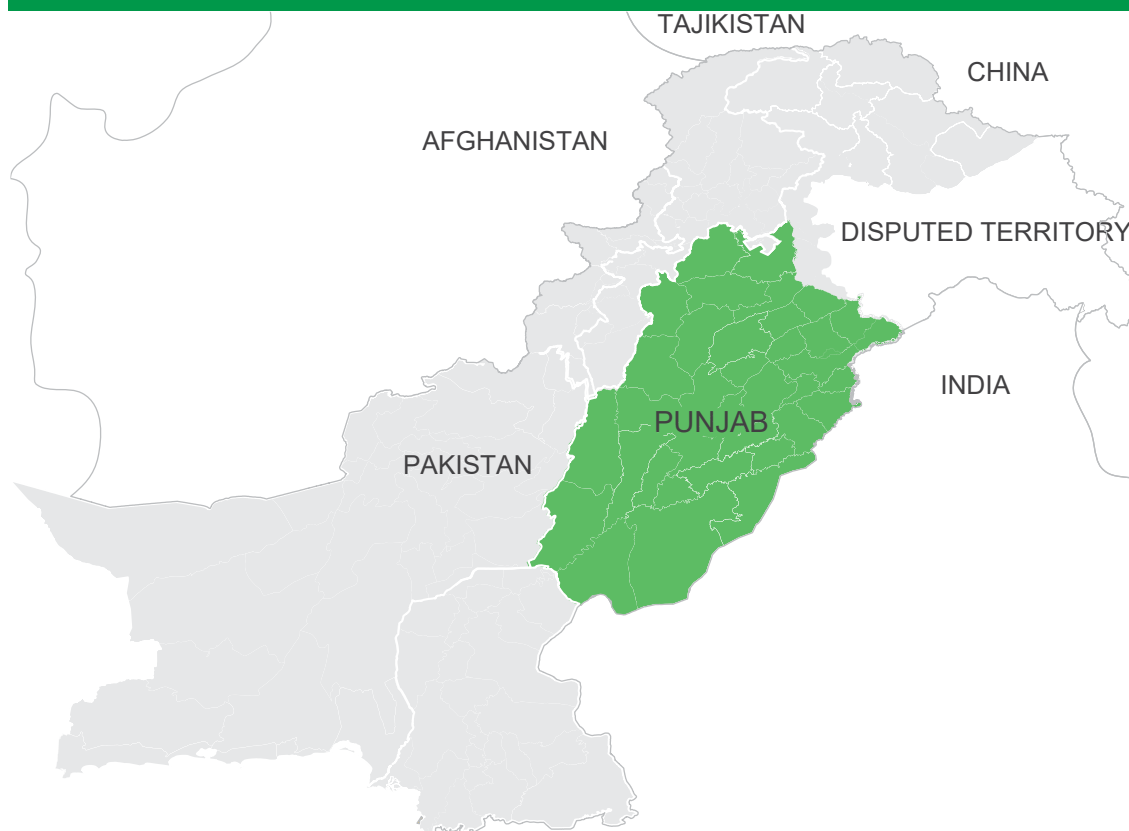 TAJIKISTAN
CHINA
AFGHANISTAN
DISPUTED TERRITORY
INDIA
PUNJAB
PAKISTAN